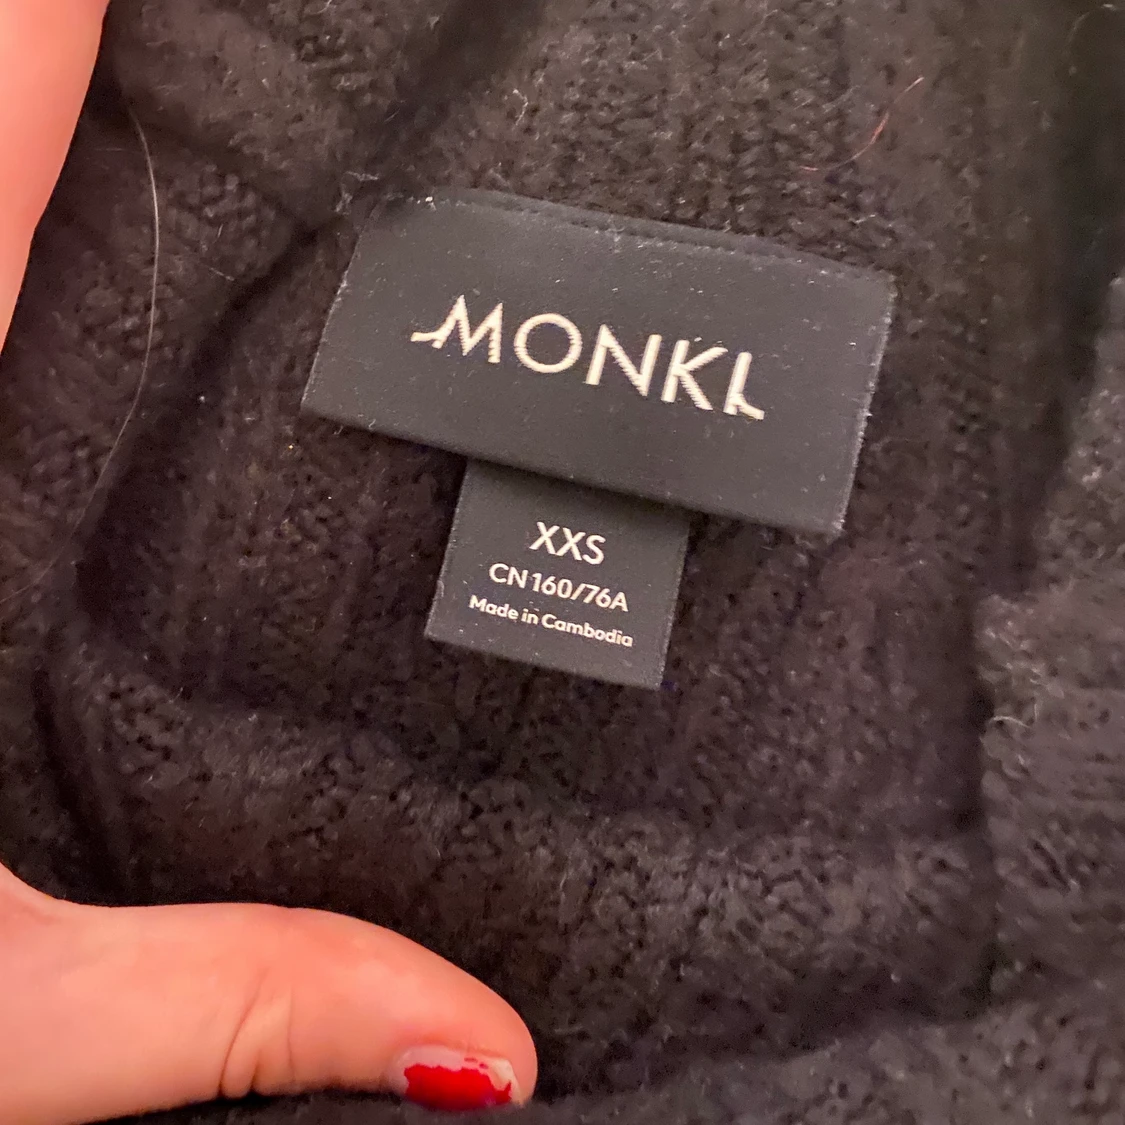 MONKI
XXS
CN 160/76A
Made in Cambodia